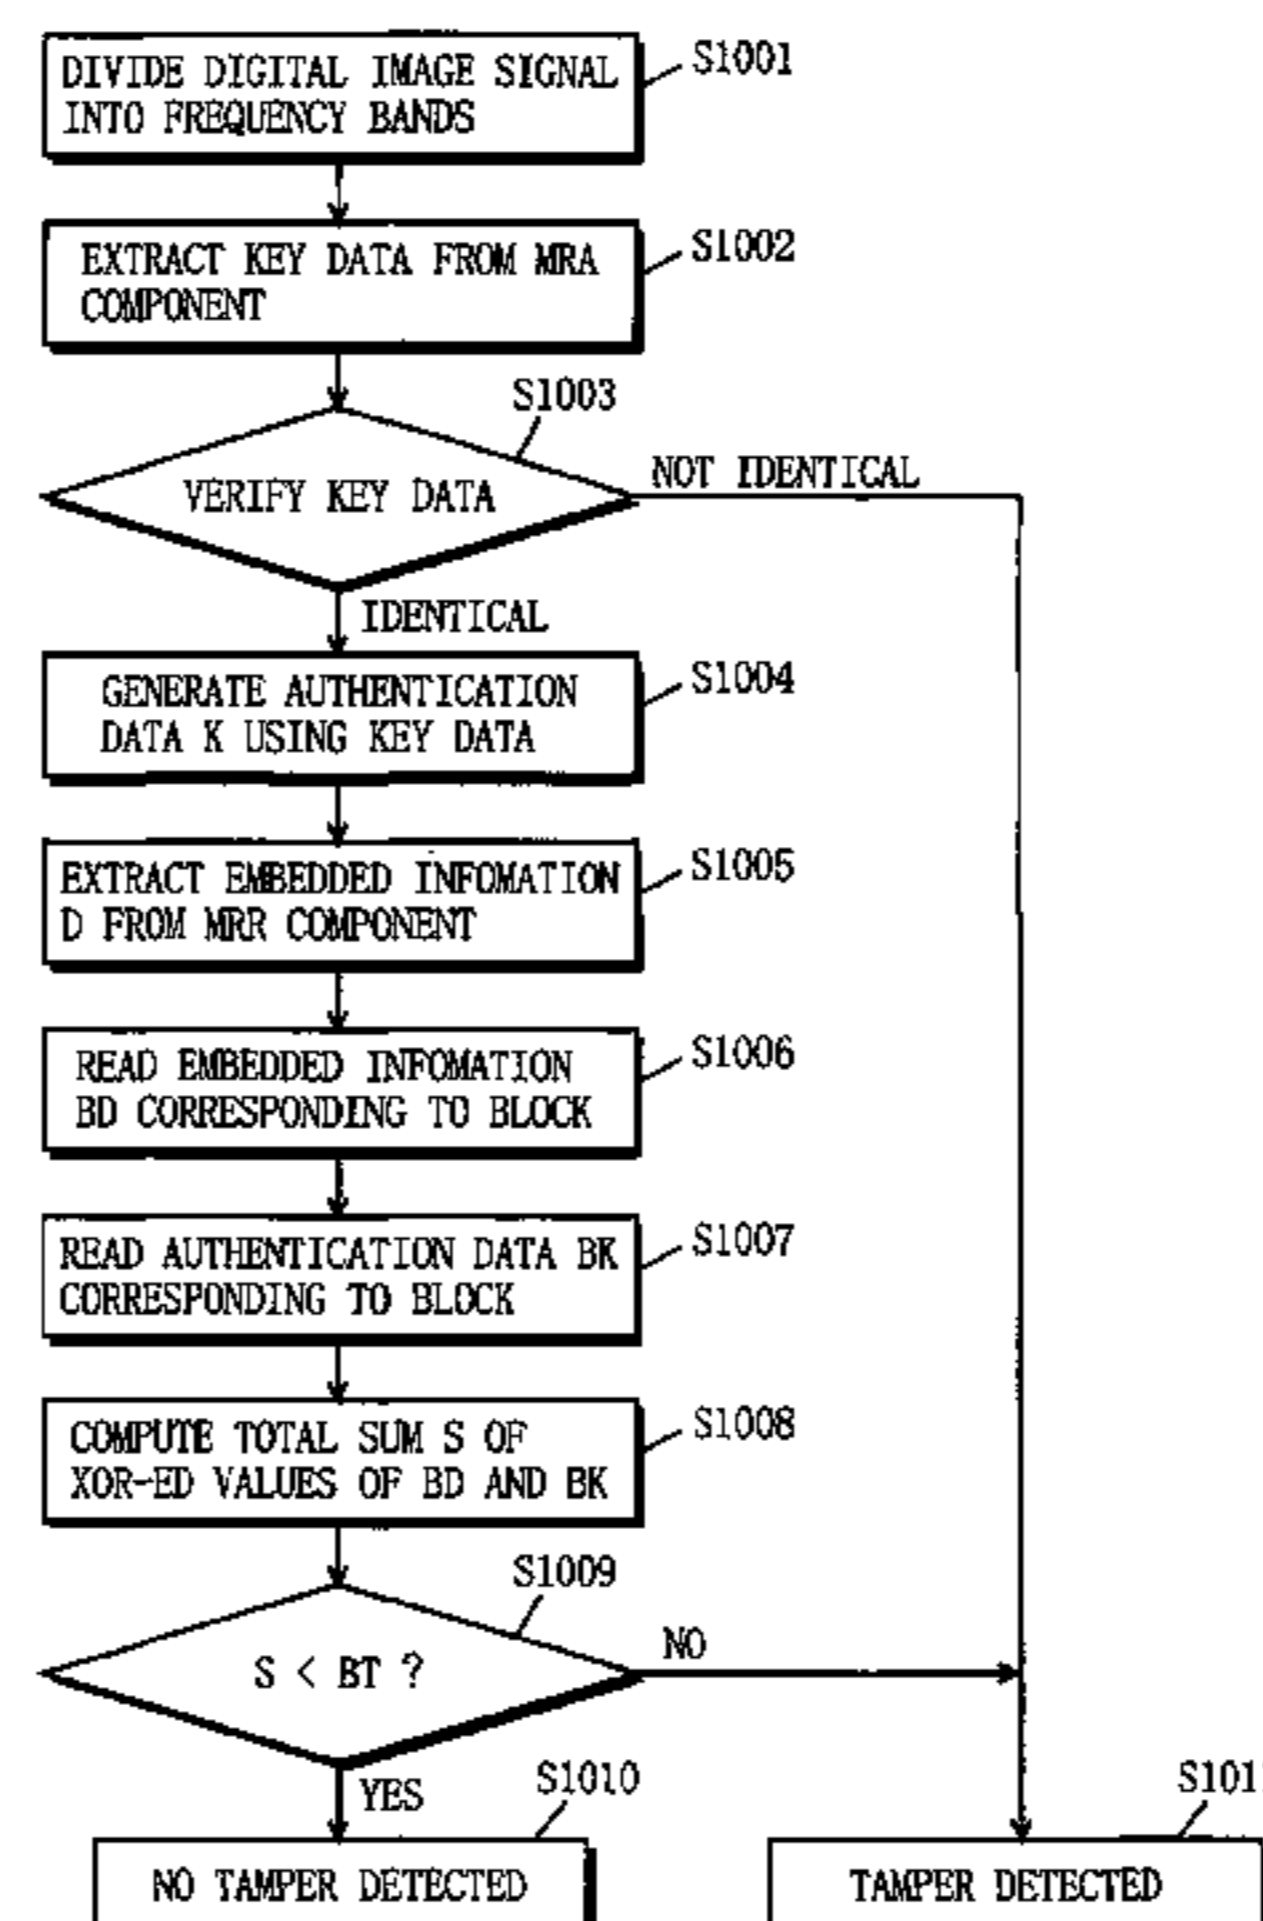 DIVIDE DIGITAL IMAGE SIGNAL
INTO FREQUENCY BANDS
S1001
EXTRACT KEY DATA FROM MRA
COMPONENT
S1002
S1003
VERIFY KEY DATA
NOT IDENTICAL
IDENTICAL
GENERATE AUTHENTICATION
DATA K USING KEY DATA
S1004
EXTRACT EMBEDDED INFOMATION
D FROM MRR COMPONENT
S1005
READ EMBEDDED INFOMATION
BD CORRESPONDING TO BLOCK
S1006
READ AUTHENTICATION DATA BK
CORRESPONDING TO BLOCK
S1007
COMPUTE TOTAL SUM S OF
XOR-ED VALUES OF BD AND BK
S1008
S1009
S < BT ?
NO
YES
S1010
NO TAMPER DETECTED
TAMPER DETECTED